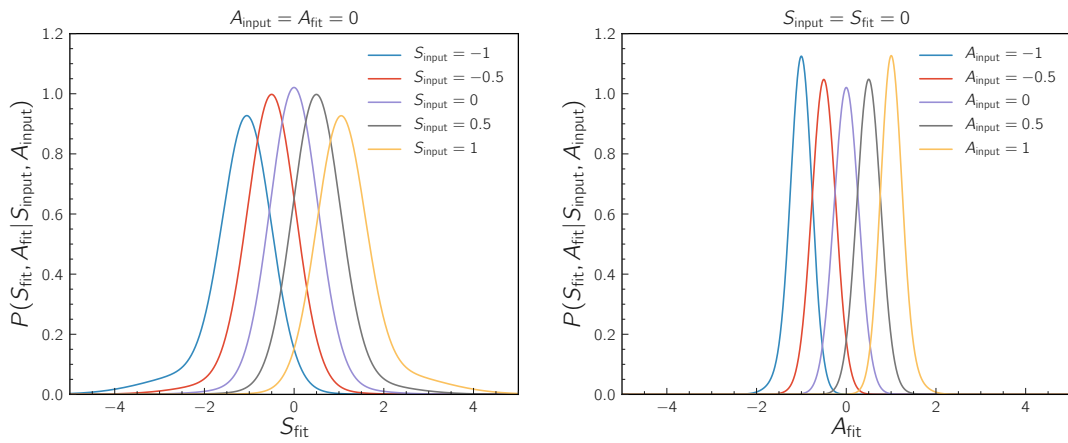 A_input = A_fit = 0
P(S_fit, A_fit|S_input, A_input)
1.2
1.0
0.8
0.6
0.4
0.2
0.0
S_input = −1
S_input = −0.5
S_input = 0
S_input = 0.5
S_input = 1
−4 −2 0 2 4
S_fit
S_input = S_fit = 0
P(S_fit, A_fit|S_input, A_input)
1.2
1.0
0.8
0.6
0.4
0.2
0.0
A_input = −1
A_input = −0.5
A_input = 0
A_input = 0.5
A_input = 1
−4 −2 0 2 4
A_fit